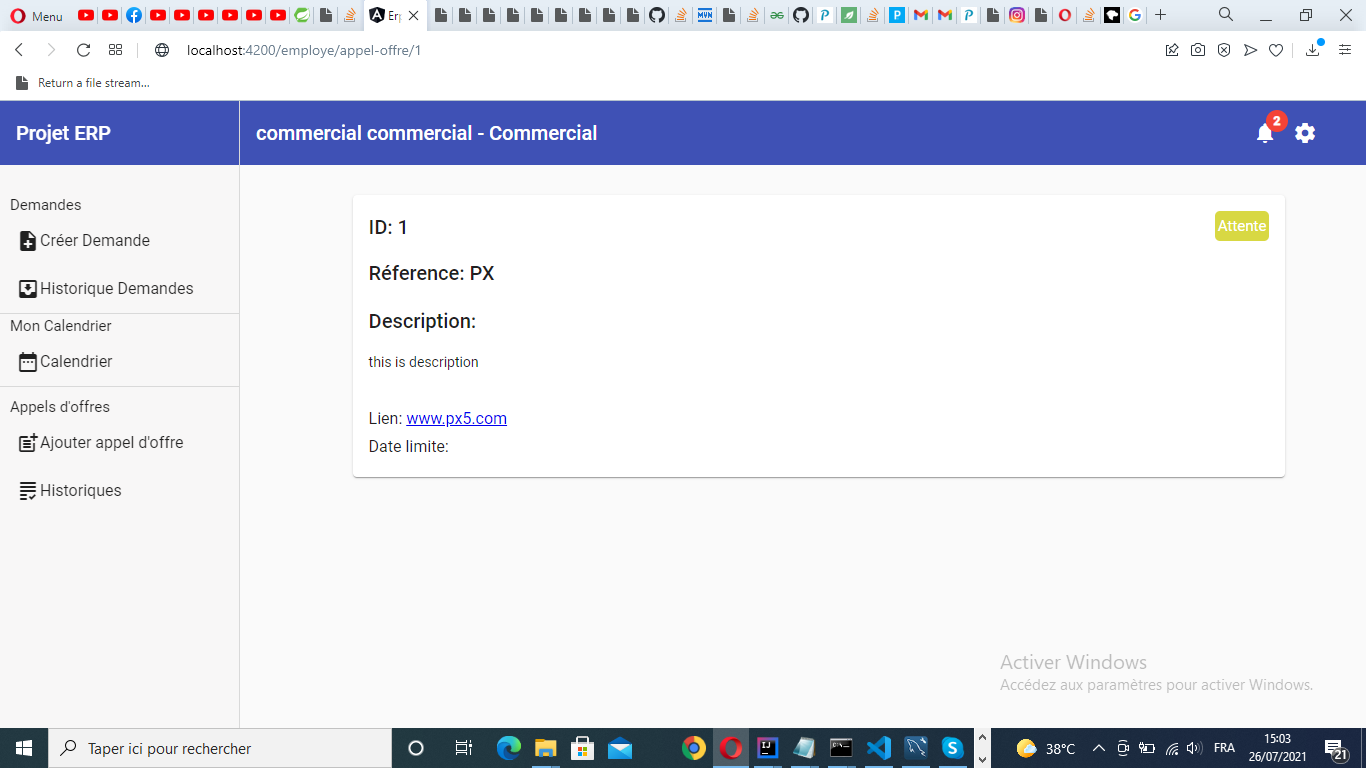 Menu
Erp
localhost:4200/employe/appel-offre/1
Return a file stream...
Projet ERP
commercial commercial - Commercial
2
Demandes
Créer Demande
Historique Demandes
Mon Calendrier
Calendrier
Appels d'offres
Ajouter appel d'offre
Historiques
ID: 1
Attente
Réference: PX
Description:
this is description
Lien: www.px5.com
Date limite:
Activer Windows
Accédez aux paramètres pour activer Windows.
Taper ici pour rechercher
38°C
FRA
15:03
26/07/2021
21